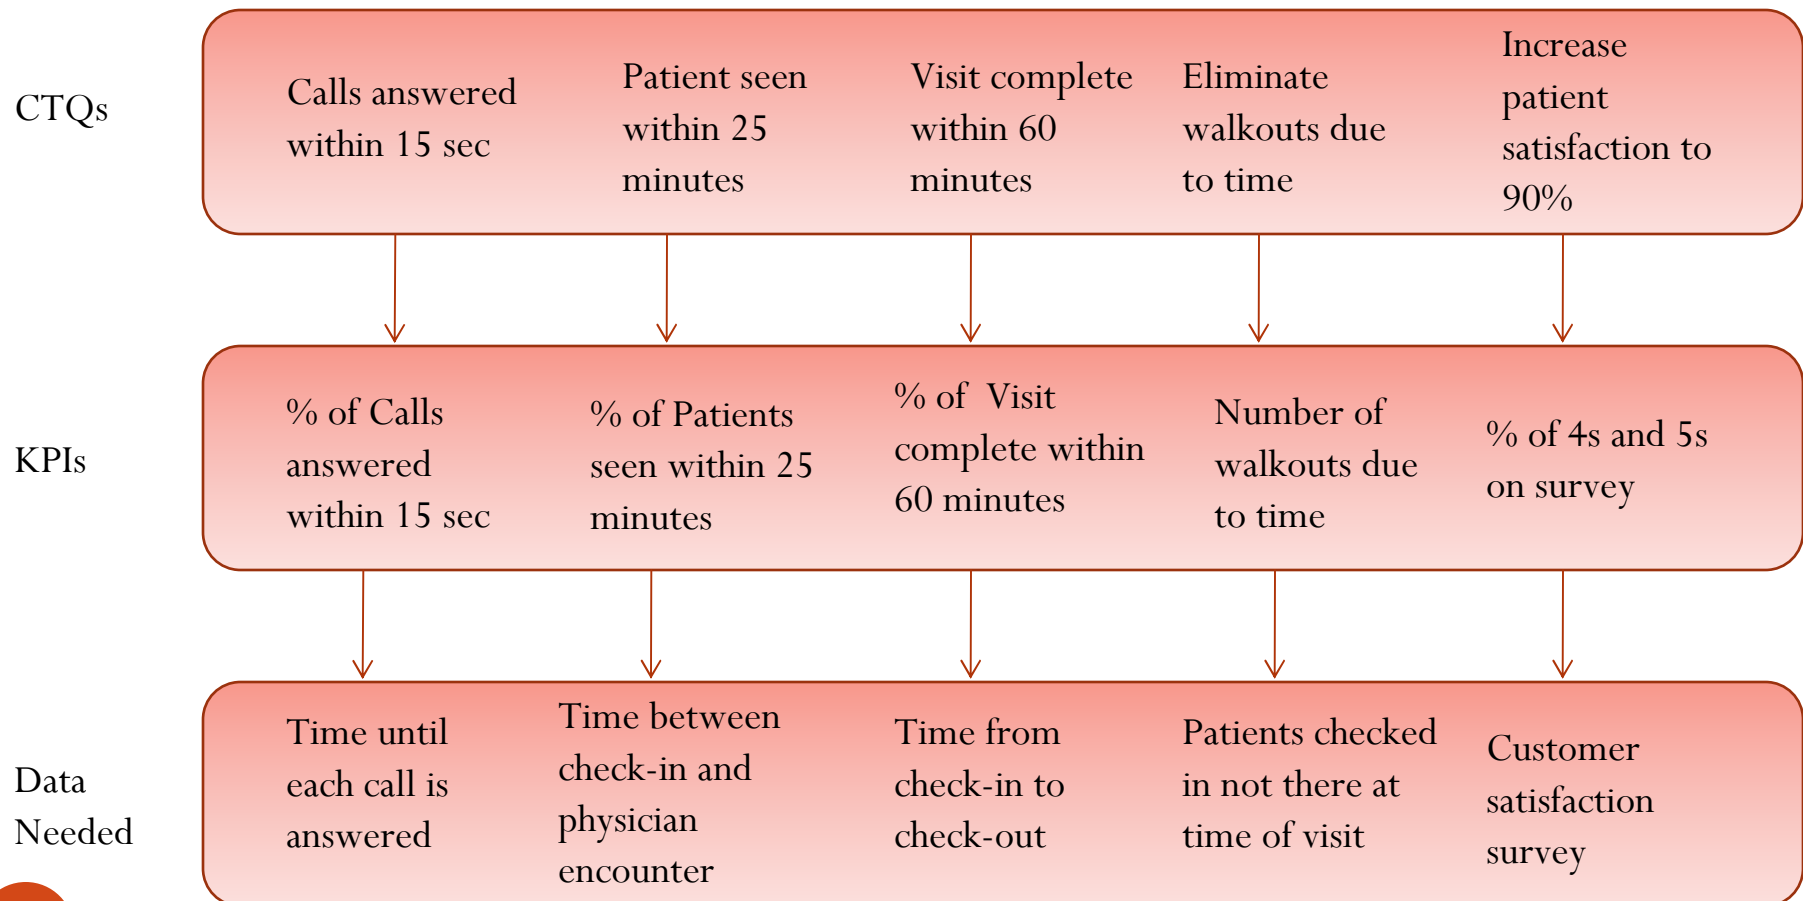 CTQs
Calls answered
within 15 sec
Patient seen
within 25
minutes
Visit complete
within 60
minutes
Eliminate
walkouts due
to time
Increase
patient
satisfaction to
90%
KPIs
% of Calls
answered
within 15 sec
% of Patients
seen within 25
minutes
% of Visit
complete within
60 minutes
Number of
walkouts due
to time
% of 4s and 5s
on survey
Data
Needed
Time until
each call is
answered
Time between
check-in and
physician
encounter
Time from
check-in to
check-out
Patients checked
in not there at
time of visit
Customer
satisfaction
survey